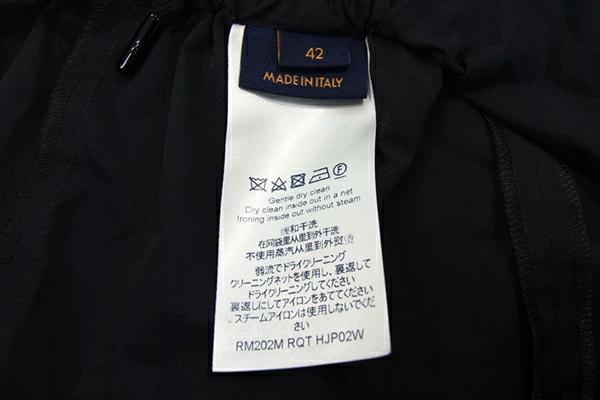 42
MADE IN ITALY
Gentle dry clean
Dry clean inside out in a net
Ironing inside out without steam
缓和干洗
在网袋里从里到外干洗
不使用蒸汽从里到外熨烫
弱流でドライクリーニング
クリーニングネットを使用し、裏返して
ドライクリーニングしてください
裏返しにしてアイロンをあててください
スチームアイロンは使用しないでくだ
さい
RM202M RQT HJP02W